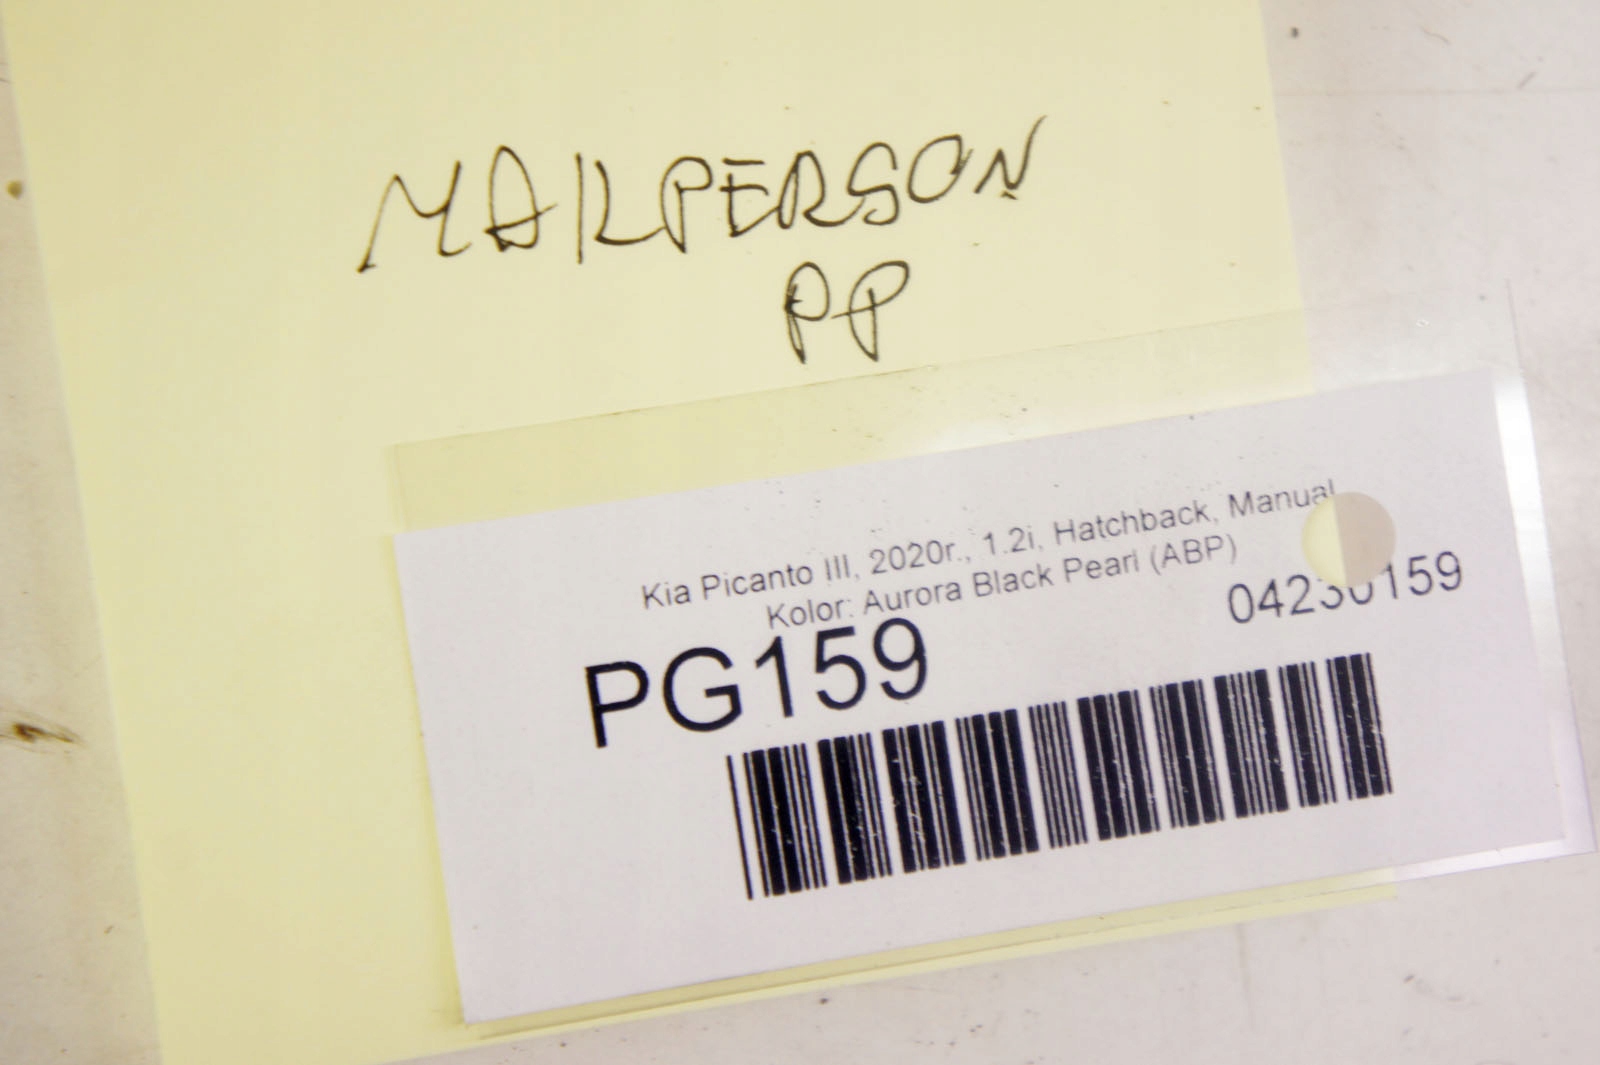 MAILPERSON
PP
Kia Picanto III, 2020r., 1.2i, Hatchback, Manual
Kolor: Aurora Black Pearl (ABP)
04230159
PG159